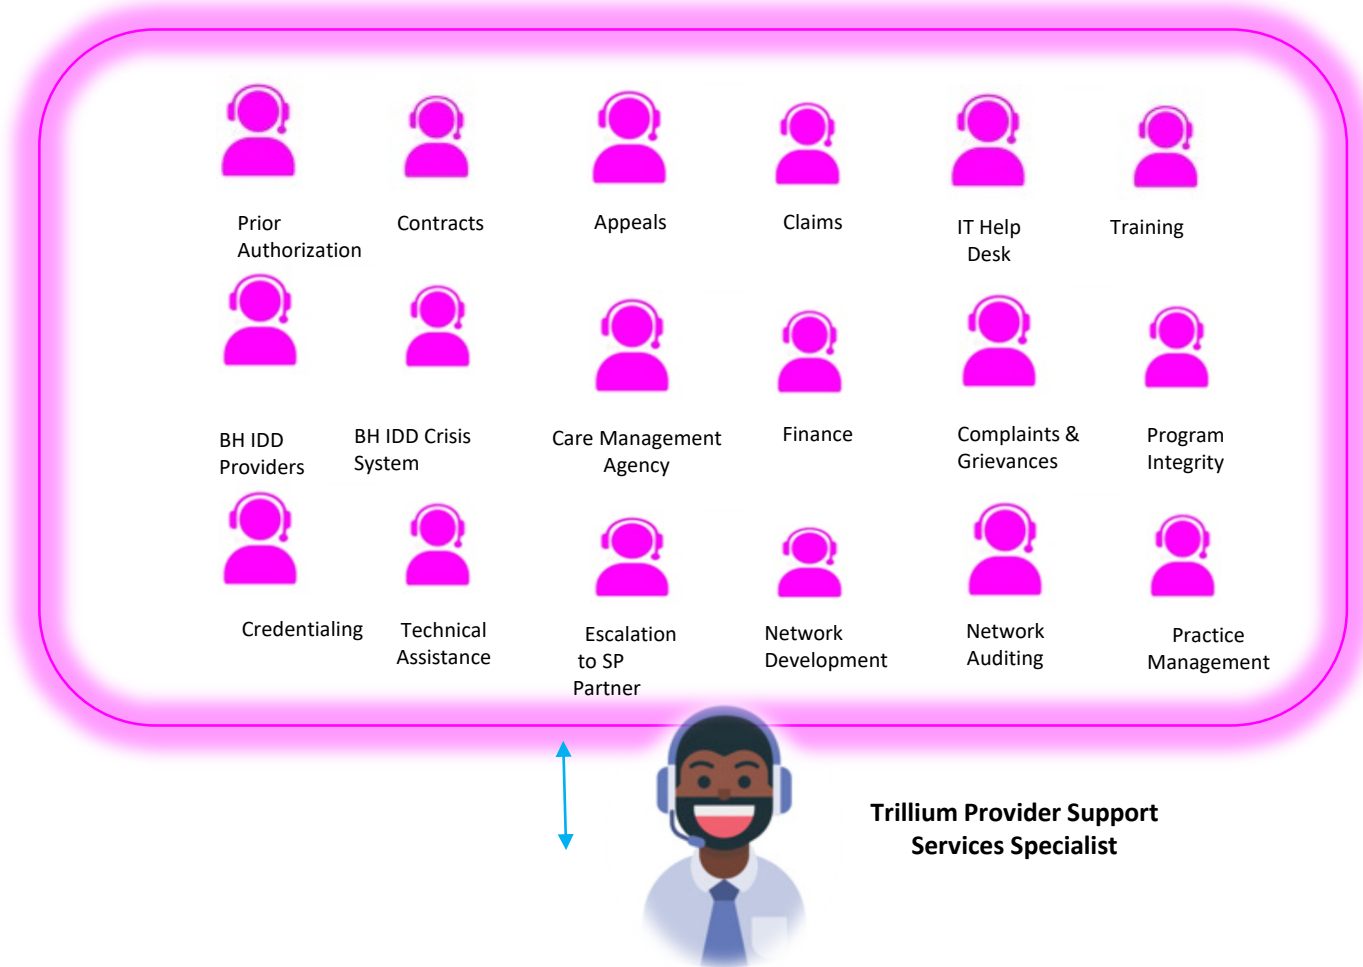 Prior
Authorization
Contracts
Appeals
Claims
IT Help
Desk
Training
BH IDD
Providers
BH IDD Crisis
System
Care Management
Agency
Finance
Complaints &
Grievances
Program
Integrity
Credentialing
Technical
Assistance
Escalation
to SP
Partner
Network
Development
Network
Auditing
Practice
Management
Trillium Provider Support
Services Specialist